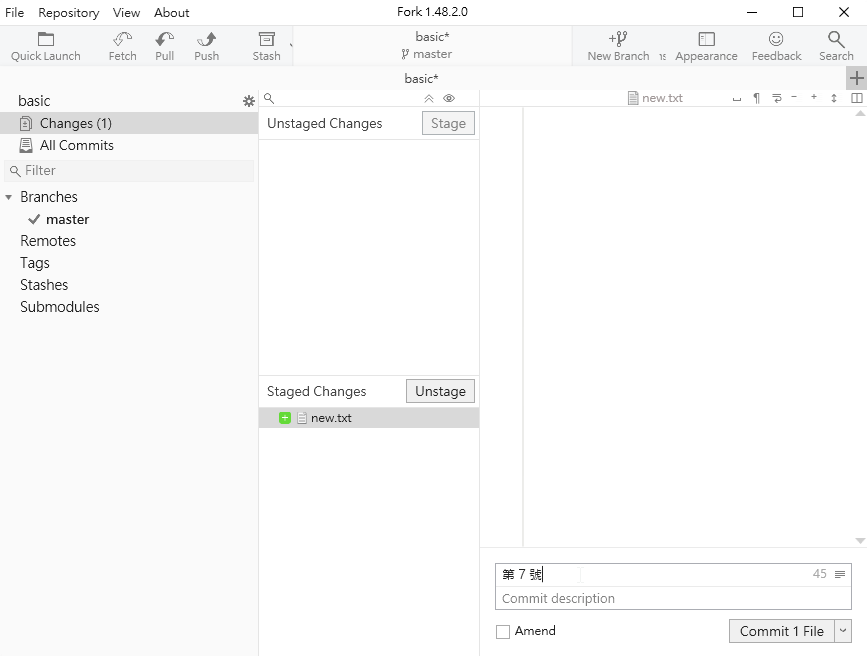 File Repository View About Fork 1.48.2.0
Quick Launch Fetch Pull Push Stash basic* master New Branch Appearance Feedback Search
basic*
basic
Changes (1)
All Commits
Filter
Branches
master
Remotes
Tags
Stashes
Submodules
Unstaged Changes Stage
Staged Changes Unstage
new.txt
new.txt
第 7 號 45
Commit description
Amend Commit 1 File